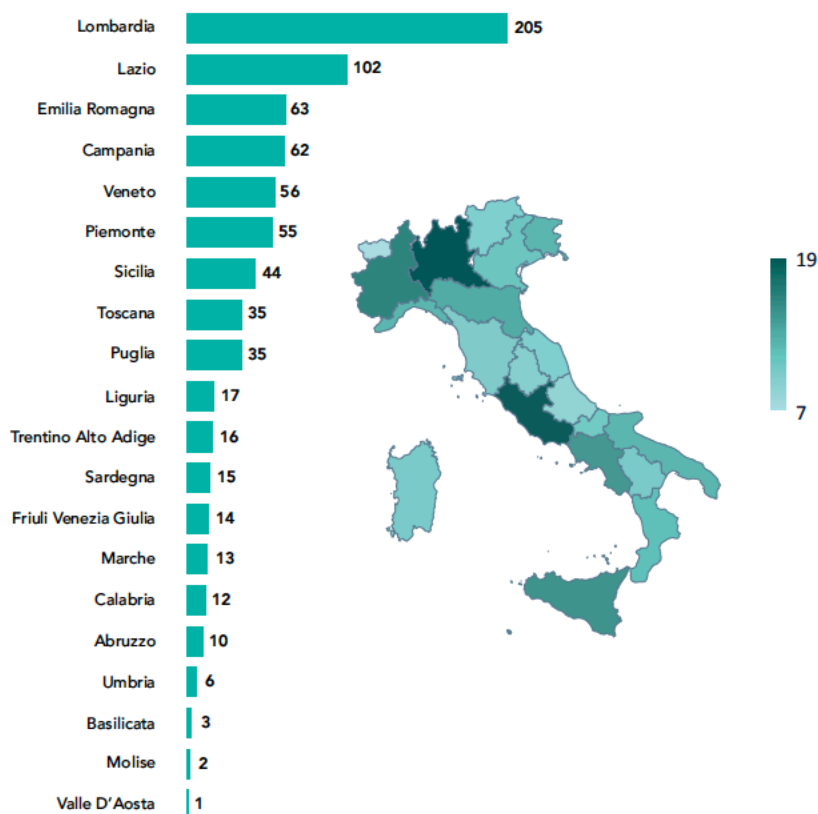 Lombardia 205
Lazio 102
Emilia Romagna 63
Campania 62
Veneto 56
Piemonte 55
Sicilia 44
Toscana 35
Puglia 35
Liguria 17
Trentino Alto Adige 16
Sardegna 15
Friuli Venezia Giulia 14
Marche 13
Calabria 12
Abruzzo 10
Umbria 6
Basilicata 3
Molise 2
Valle D'Aosta 1
19
7